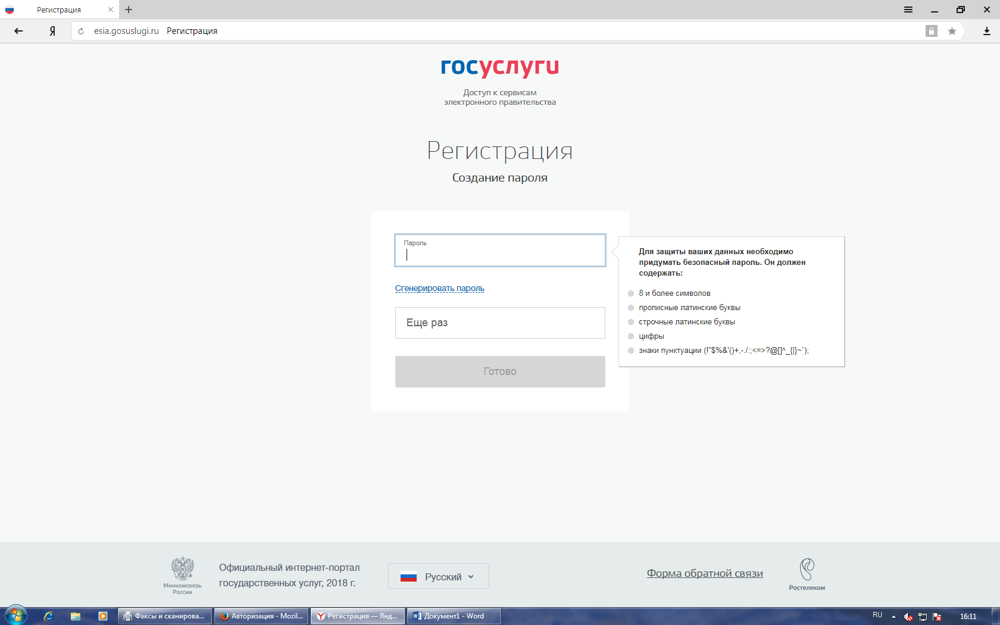 Регистрация
Я
esia.gosuslugi.ru Регистрация
госуслуги
Доступ к сервисам
электронного правительства
Регистрация
Создание пароля
Пароль
Сгенерировать пароль
Еще раз
Готово
Для защиты ваших данных необходимо
придумать безопасный пароль. Он должен
содержать:
8 и более символов
прописные латинские буквы
строчные латинские буквы
цифры
знаки пунктуации (!"$%&'()+,-./:;<=>?@[]^_{|}~`);
Минкомсвязь
России
Официальный интернет-портал
государственных услуг, 2018 г.
Русский
Форма обратной связи
Ростелеком
Факсы и сканирова...
Авторизация - Mozil...
Регистрация — Янд...
Документ1 - Word
RU
16:11